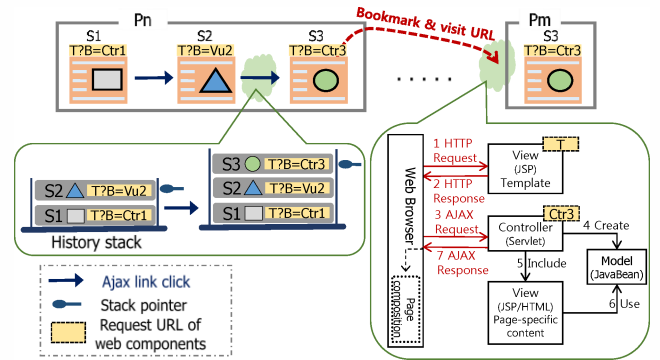 Pn
S1
T?B=Ctr1
S2
T?B=Vu2
S3
T?B=Ctr3
Bookmark & visit URL
. . . . .
Pm
S3
T?B=Ctr3
S2 T?B=Vu2
S1 T?B=Ctr1
S3 T?B=Ctr3
S2 T?B=Vu2
S1 T?B=Ctr1
History stack
Ajax link click
Stack pointer
Request URL of
web components
Web Browser
Page
composition
1 HTTP
Request
2 HTTP
Response
3 AJAX
Request
7 AJAX
Response
T
View
(JSP)
Template
Ctr3
Controller
(Servlet)
4 Create
5 Include
Model
(JavaBean)
View
(JSP/HTML)
Page-specific
content
6 Use